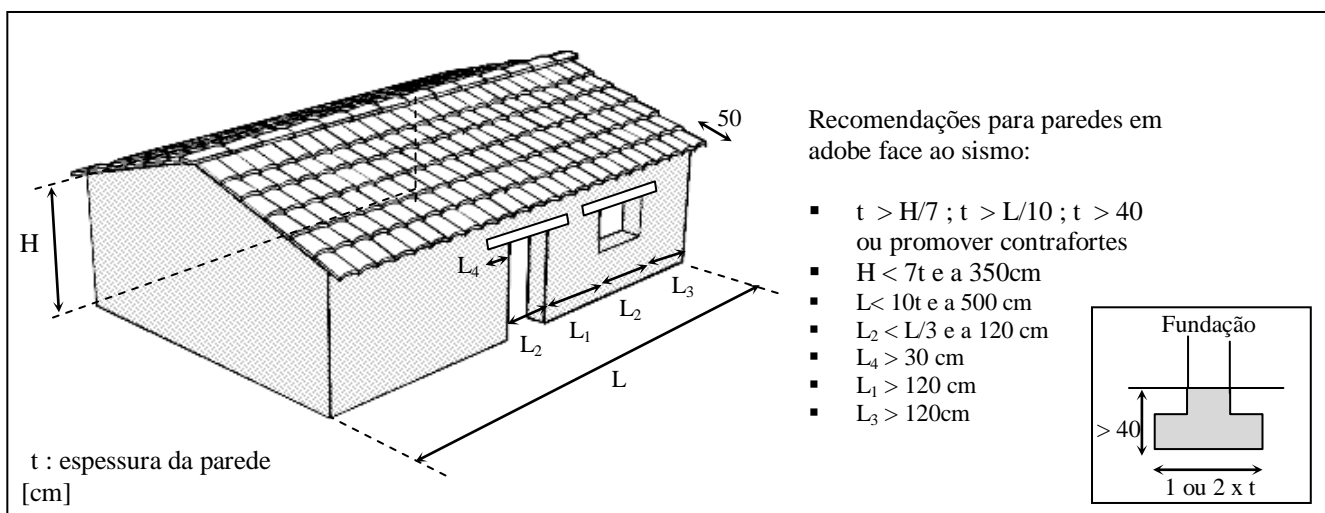 50
H
L₄
L₃
L₂
L₁
L₂
L
t : espessura da parede
[cm]
Recomendações para paredes em
adobe face ao sismo:
▪ t > H/7 ; t > L/10 ; t > 40
ou promover contrafortes
▪ H < 7t e a 350cm
▪ L< 10t e a 500 cm
▪ L₂ < L/3 e a 120 cm
▪ L₄ > 30 cm
▪ L₁ > 120 cm
▪ L₃ > 120cm
Fundação
> 40
1 ou 2 x t